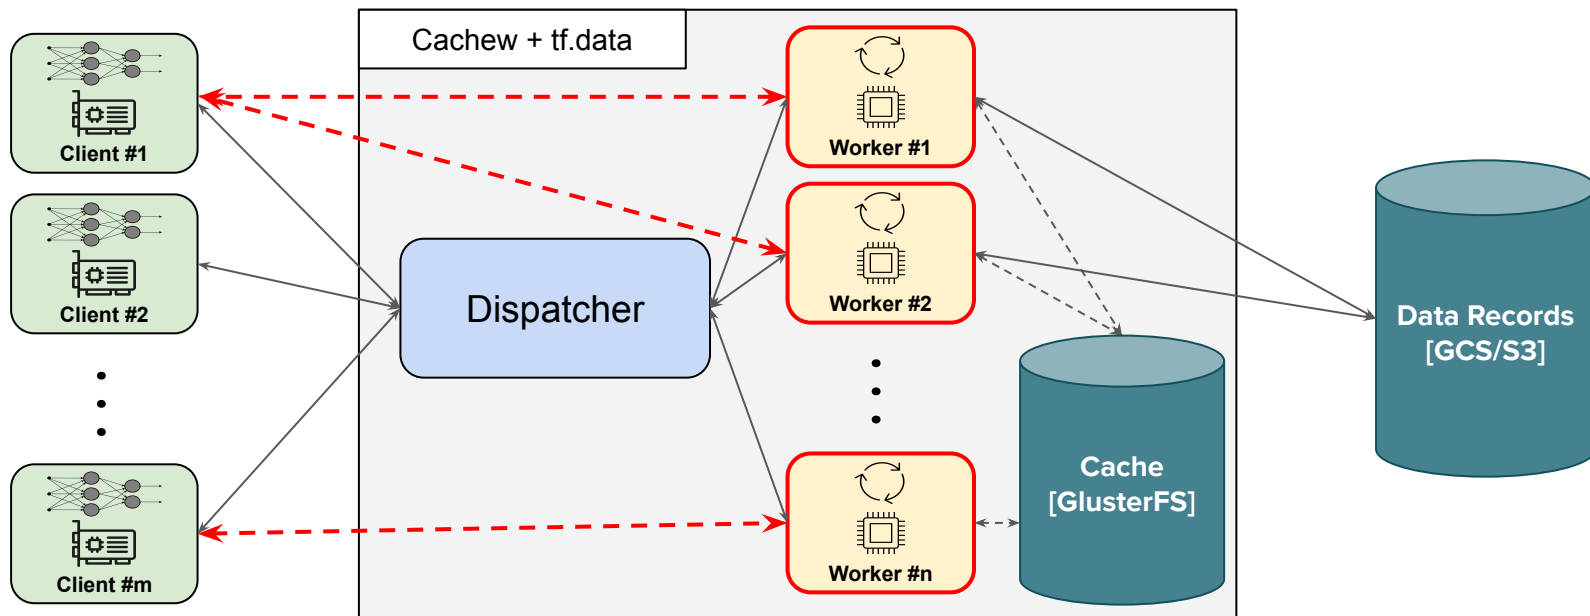 Cachew + tf.data
Client #1
Client #2
Client #m
Dispatcher
Worker #1
Worker #2
Worker #n
Cache
[GlusterFS]
Data Records
[GCS/S3]